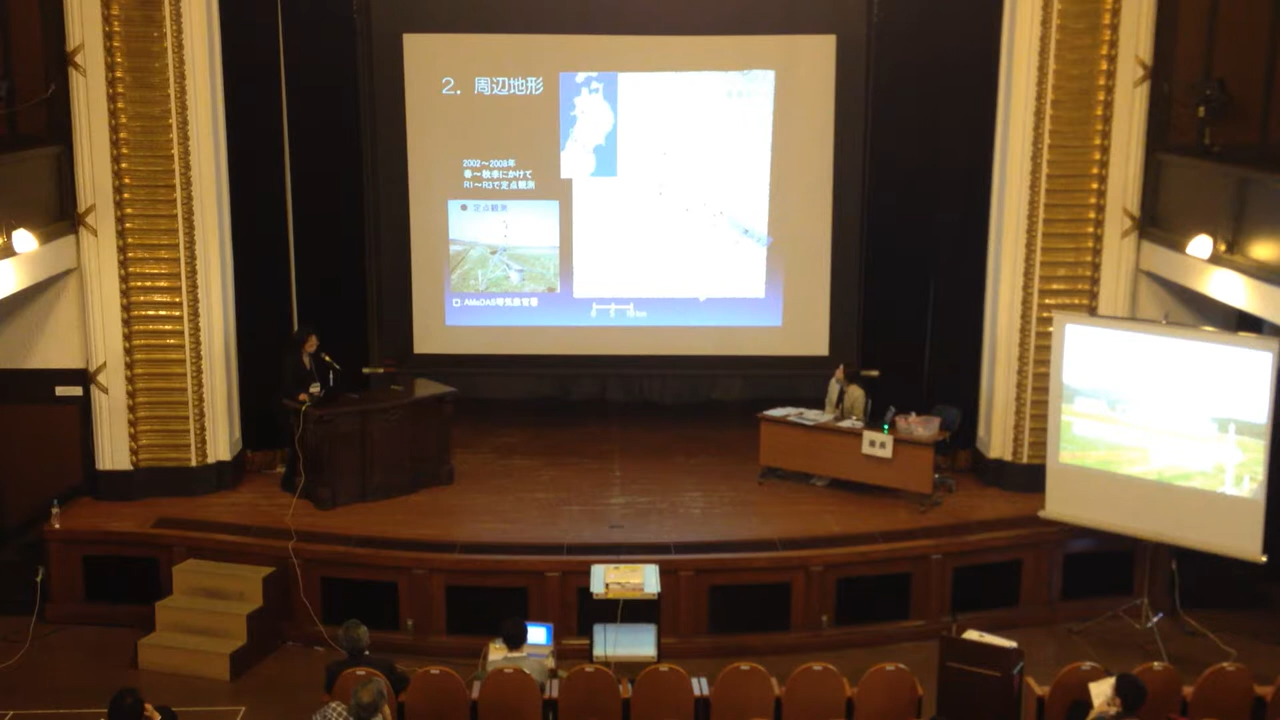 2. 周辺地形
2002～2008年
春～秋季にかけて
R1～R3で定点観測
● 定点観測
□ AMeDAS等気象官署
座長